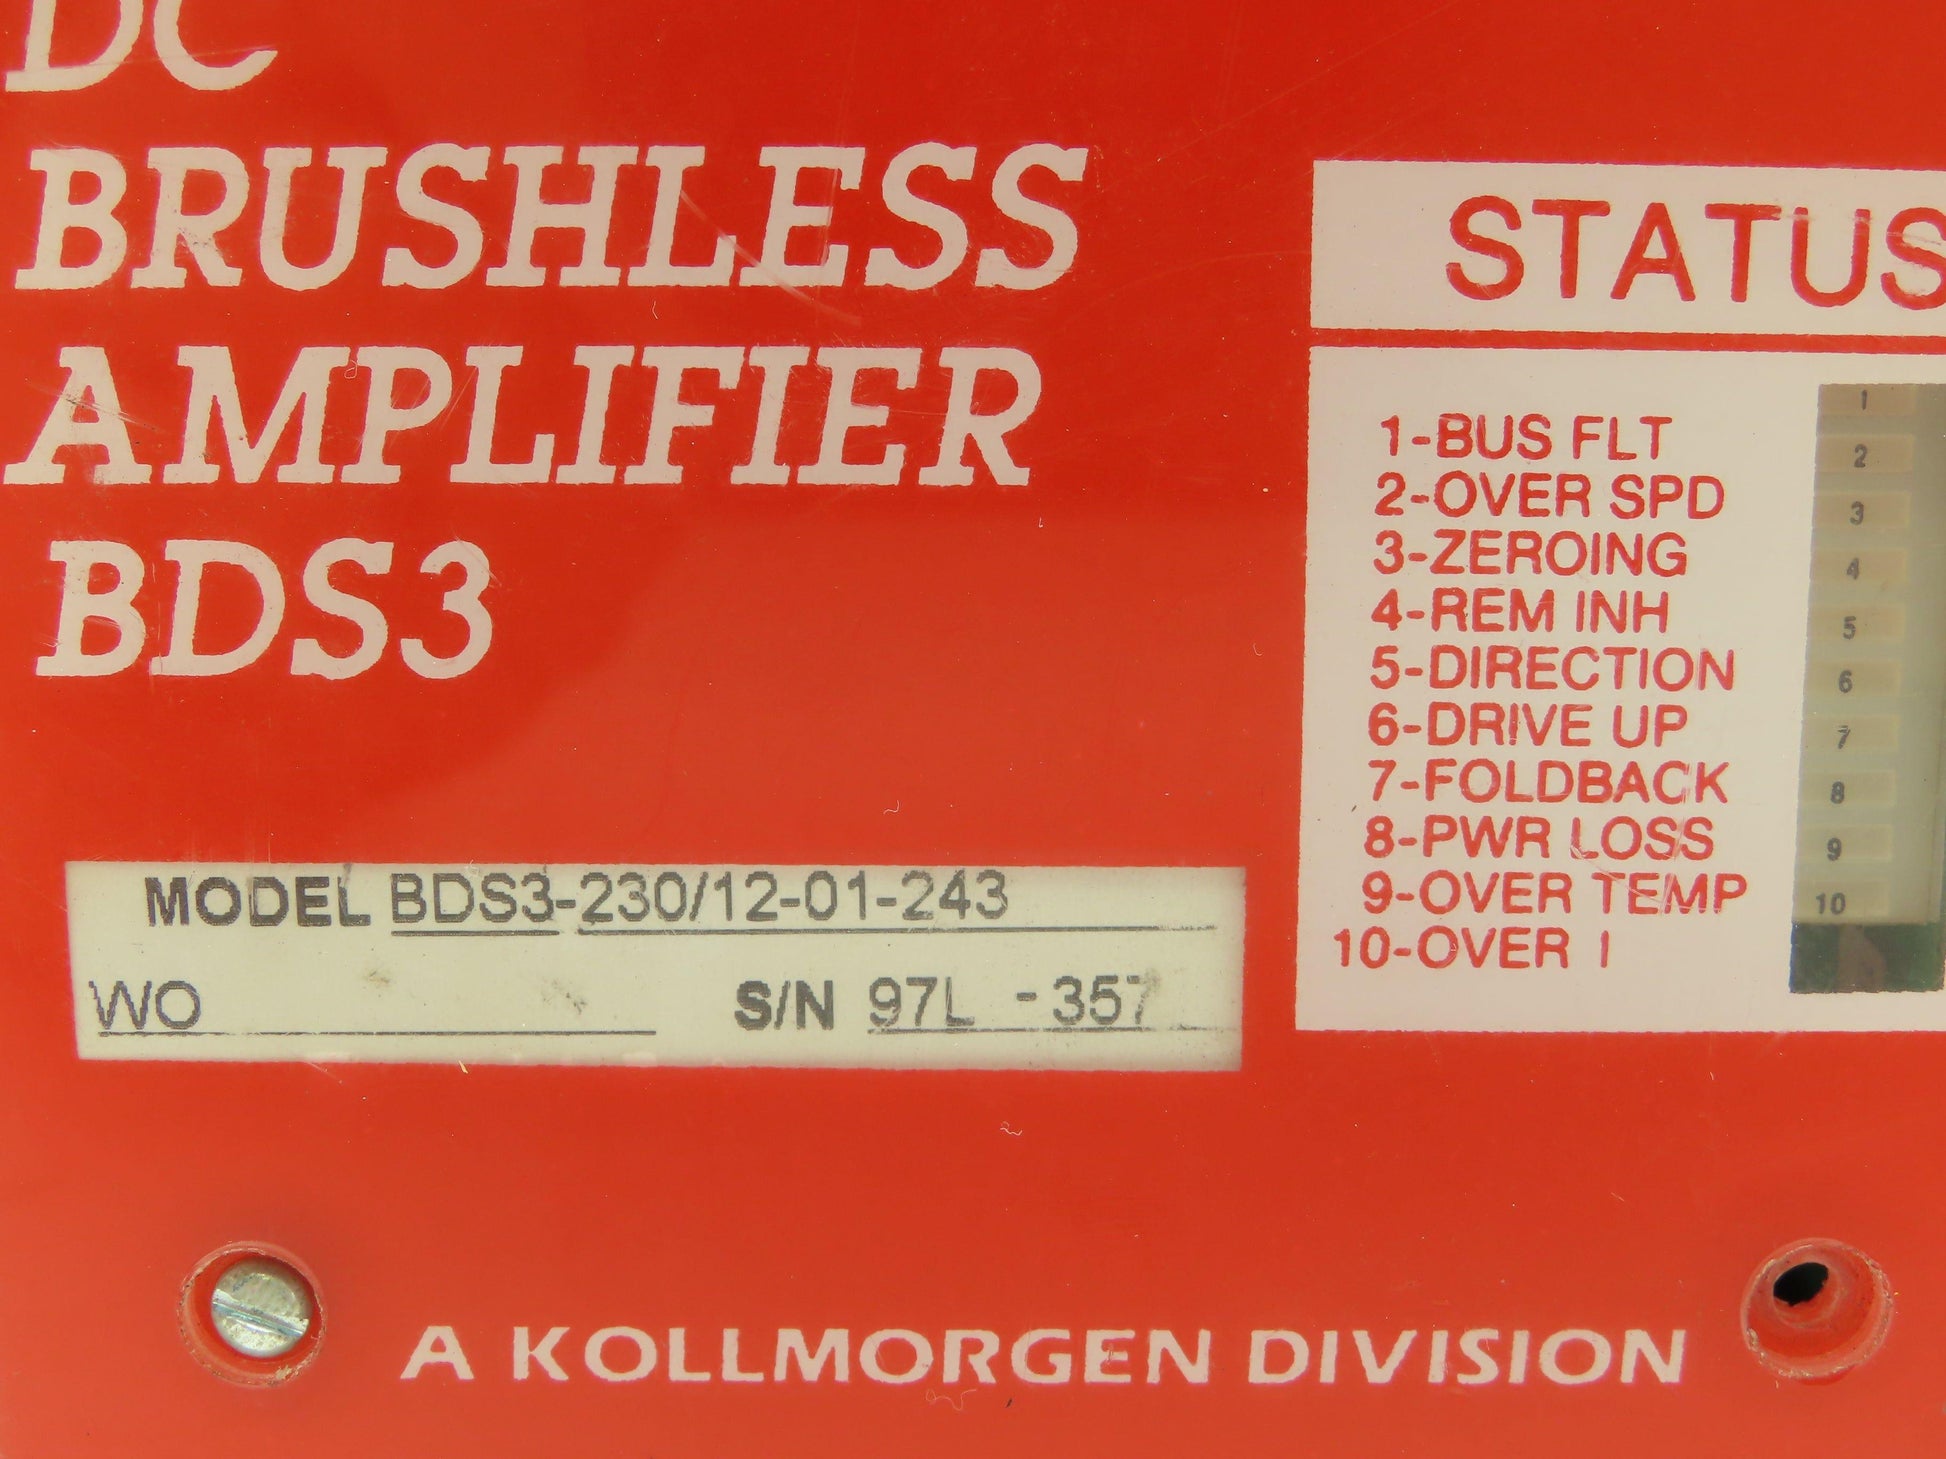 DC
BRUSHLESS
AMPLIFIER
BDS3
MODEL BDS3-230/12-01-243
WO
S/N 97L -357
STATUS
1-BUS FLT
2-OVER SPD
3-ZEROING
4-REM INH
5-DIRECTION
6-DRIVE UP
7-FOLDBACK
8-PWR LOSS
9-OVER TEMP
10-OVER I
1
2
3
4
5
6
7
8
9
10
A KOLLMORGEN DIVISION